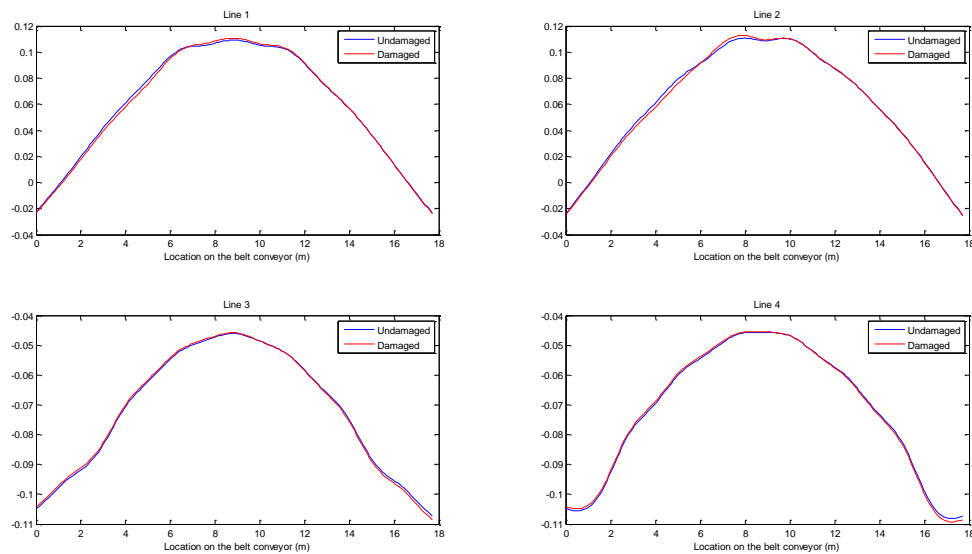 Line 1
Line 2
0.12
0.1
0.08
0.06
0.04
0.02
0
-0.02
-0.04
0 2 4 6 8 10 12 14 16 18
Location on the belt conveyor (m)
Undamaged
Damaged
0.12
0.1
0.08
0.06
0.04
0.02
0
-0.02
-0.04
0 2 4 6 8 10 12 14 16 18
Location on the belt conveyor (m)
Undamaged
Damaged
Line 3
Line 4
-0.04
-0.05
-0.06
-0.07
-0.08
-0.09
-0.1
-0.11
0 2 4 6 8 10 12 14 16 18
Location on the belt conveyor (m)
Undamaged
Damaged
-0.04
-0.05
-0.06
-0.07
-0.08
-0.09
-0.1
-0.11
0 2 4 6 8 10 12 14 16 18
Location on the belt conveyor (m)
Undamaged
Damaged